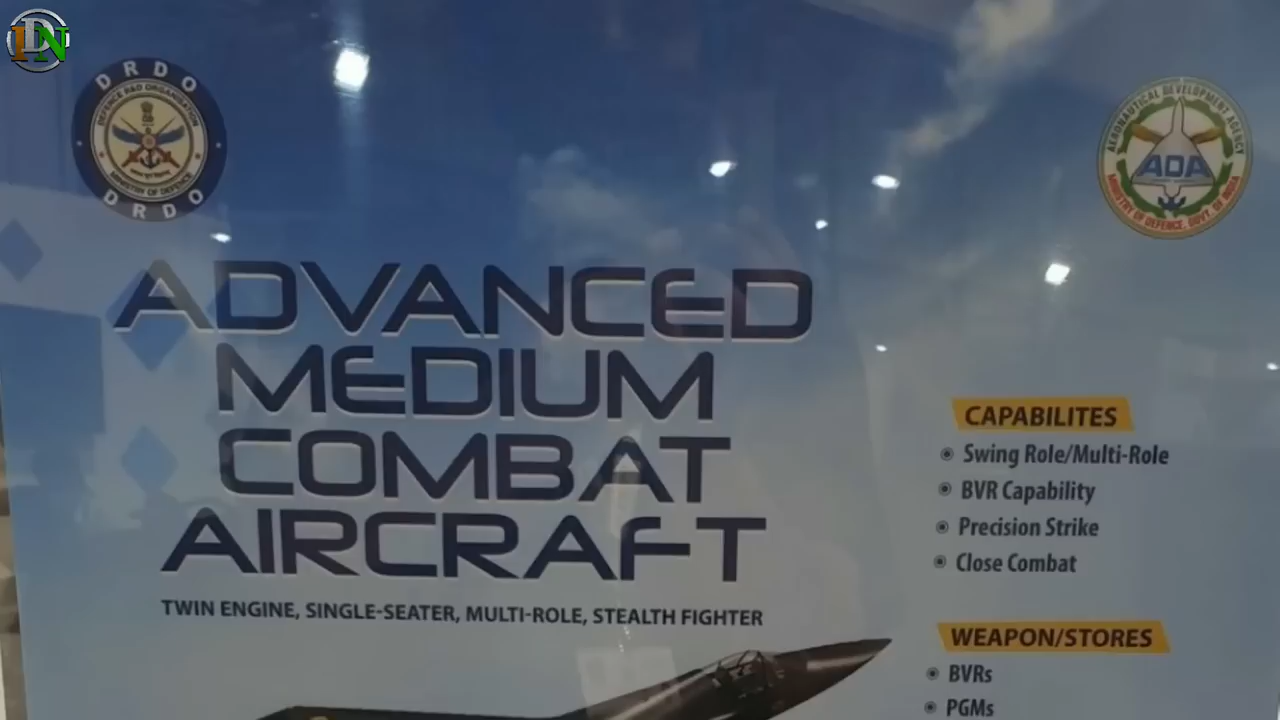 IDN
DRDO
DEFENCE R&D ORGANISATION
MINISTRY OF DEFENCE
DRDO
AERONAUTICAL DEVELOPMENT AGENCY
ADA
MINISTRY OF DEFENCE, GOVT. OF INDIA
ADVANCED
MEDIUM
COMBAT
AIRCRAFT
TWIN ENGINE, SINGLE-SEATER, MULTI-ROLE, STEALTH FIGHTER
CAPABILITES
Swing Role/Multi-Role
BVR Capability
Precision Strike
Close Combat
WEAPON/STORES
BVRs
PGMs